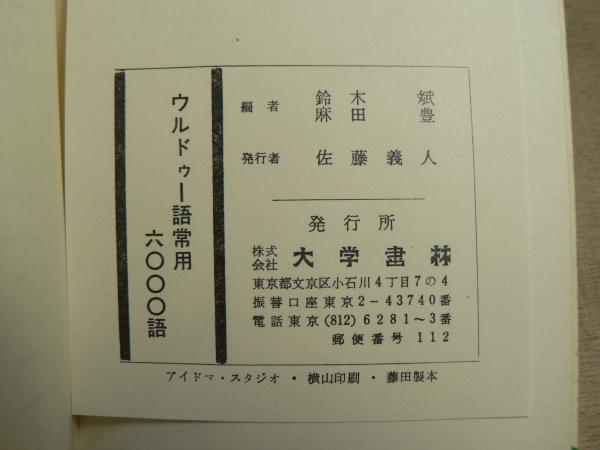 ウルドゥー語常用
六〇〇〇語
編者 鈴木斌
麻田豊
発行者 佐藤義人
発行所
株式会社 大学書林
東京都文京区小石川4丁目7の4
振替口座東京2-43740番
電話東京(812)6281〜3番
郵便番号112
アイドマ・スタジオ・横山印刷・藤田製本